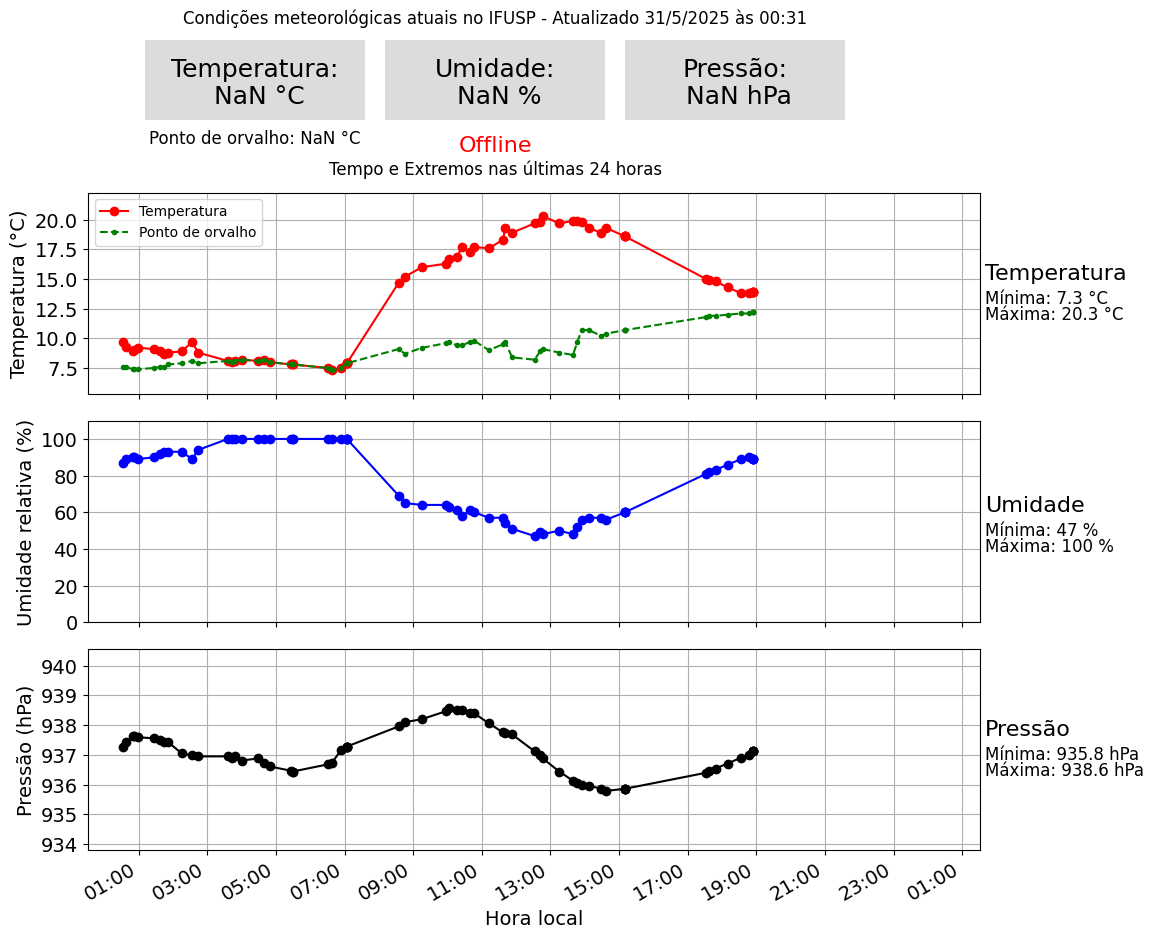 Condições meteorológicas atuais no IFUSP - Atualizado 31/5/2025 às 00:31
Temperatura:
NaN °C
Umidade:
NaN %
Pressão:
NaN hPa
Ponto de orvalho: NaN °C
Offline
Tempo e Extremos nas últimas 24 horas
Temperatura (°C)
20.0
17.5
15.0
12.5
10.0
7.5
Temperatura
Ponto de orvalho
Temperatura
Mínima: 7.3 °C
Máxima: 20.3 °C
Umidade relativa (%)
100
80
60
40
20
0
Umidade
Mínima: 47 %
Máxima: 100 %
Pressão (hPa)
940
939
938
937
936
935
934
Pressão
Mínima: 935.8 hPa
Máxima: 938.6 hPa
01:00 03:00 05:00 07:00 09:00 11:00 13:00 15:00 17:00 19:00 21:00 23:00 01:00
Hora local